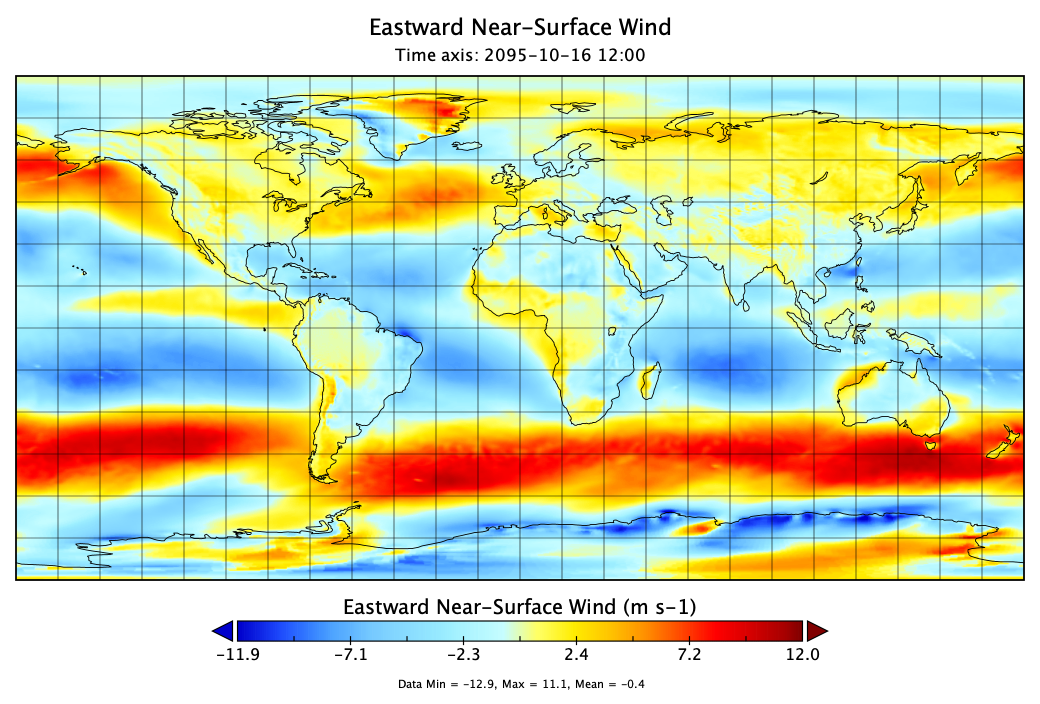 Eastward Near-Surface Wind
Time axis: 2095-10-16 12:00
Eastward Near-Surface Wind (m s-1)
-11.9 -7.1 -2.3 2.4 7.2 12.0
Data Min = -12.9, Max = 11.1, Mean = -0.4